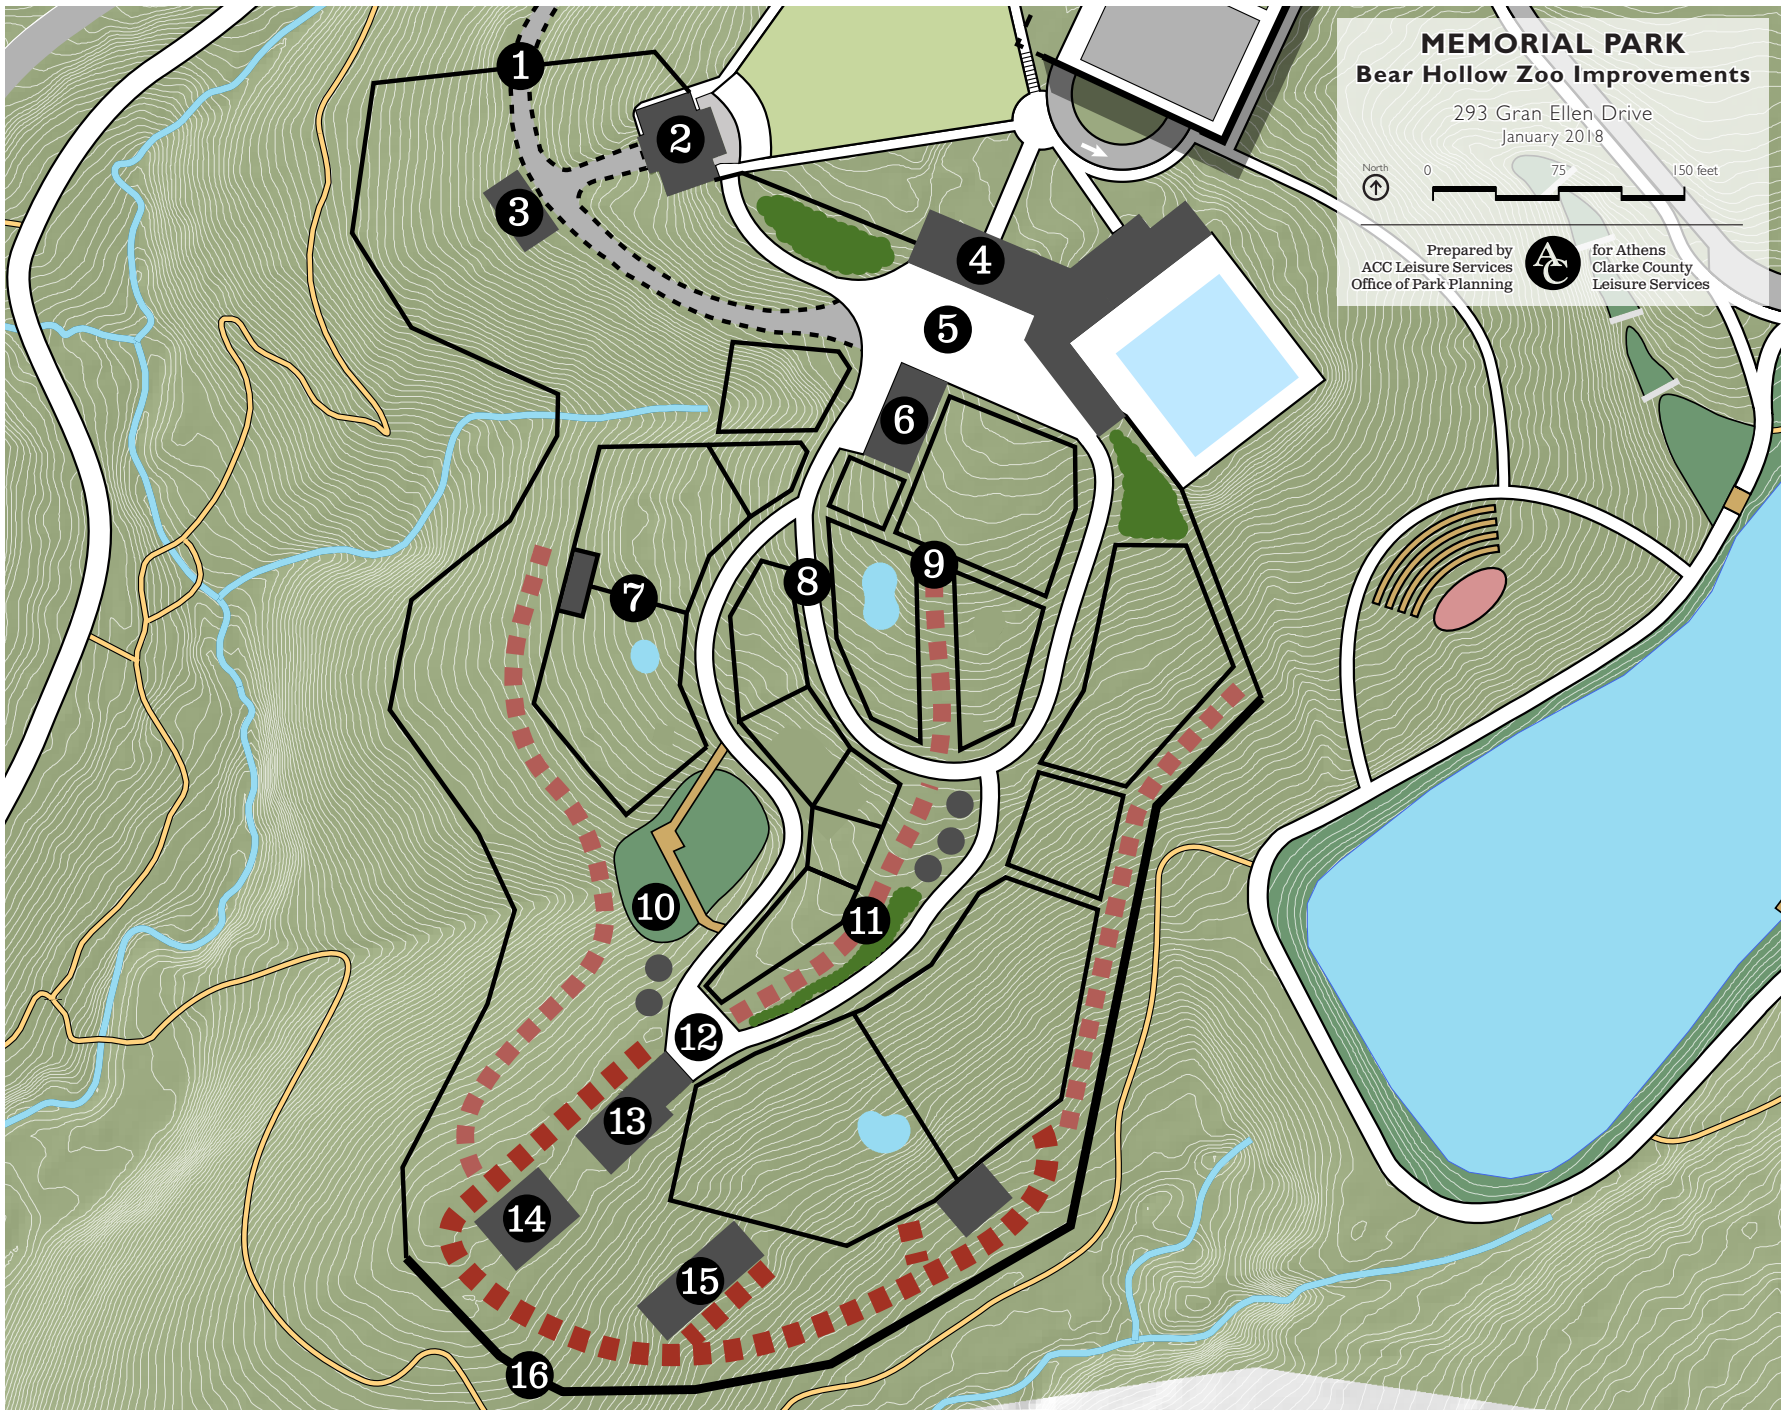 MEMORIAL PARK
Bear Hollow Zoo Improvements
293 Gran Ellen Drive
January 2018
North
0 75' 150 feet
Prepared by
ACC Leisure Services
Office of Park Planning
AC
for Athens
Clarke County
Leisure Services
1
2
3
4
5
6
7
8
9
10
11
12
13
14
15
16